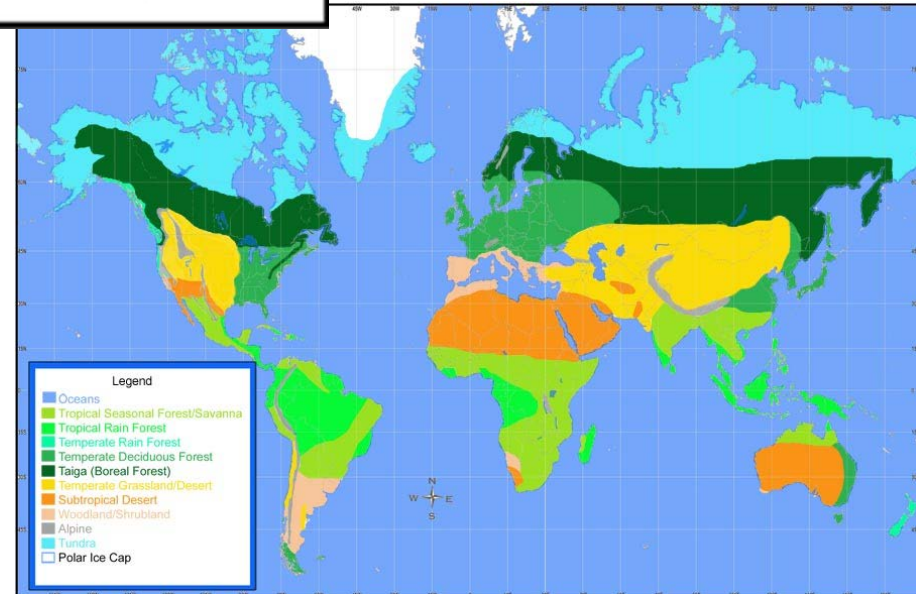 Legend
Oceans
Tropical Seasonal Forest/Savanna
Tropical Rain Forest
Temperate Rain Forest
Temperate Deciduous Forest
Taiga (Boreal Forest)
Temperate Grassland/Desert
Subtropical Desert
Woodland/Shrubland
Alpine
Tundra
Polar Ice Cap
N
W E
S